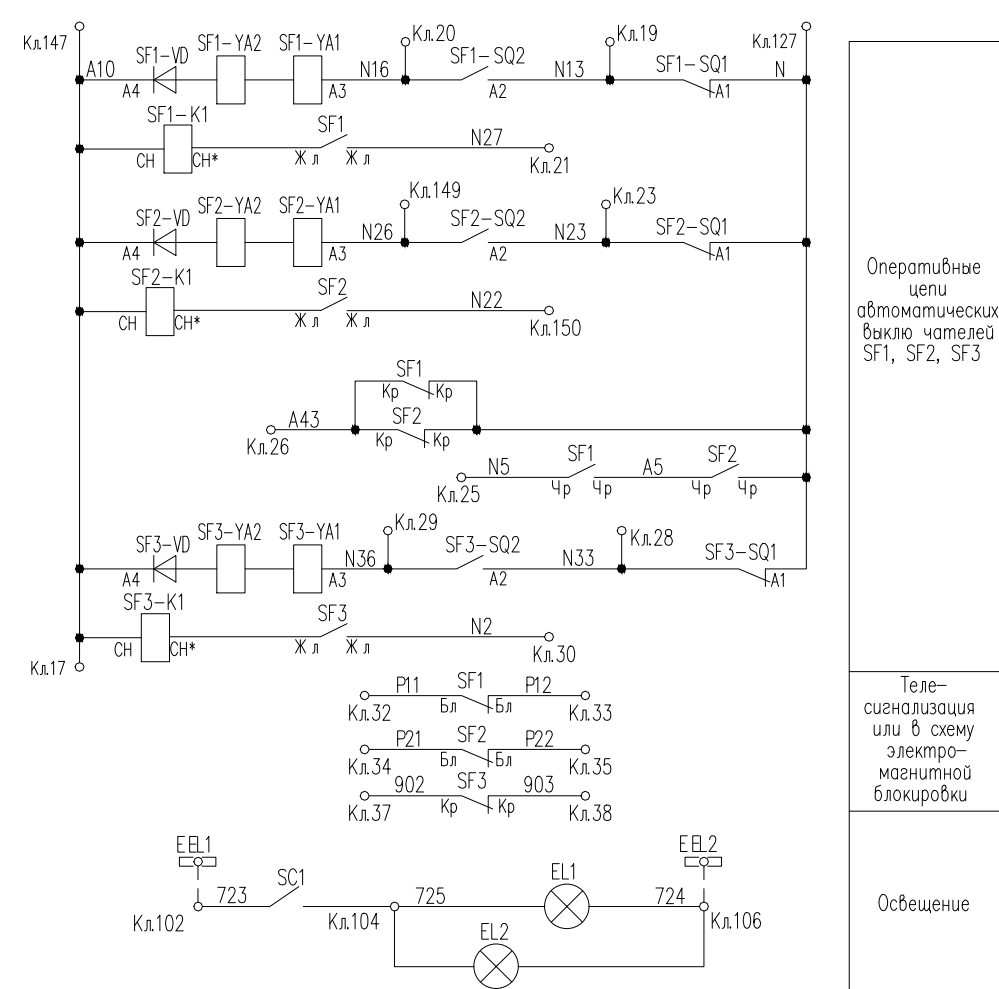 Кл.147
Кл.20
Кл.19
Кл.127
SF1-VD
SF1-YA2
SF1-YA1
SF1-SQ2
SF1-SQ1
A10
N16
N13
N
A4
A3
A2
A1
SF1-K1
SF1
N27
СН
СН*
Жл
Жл
Кл.21
Кл.149
Кл.23
SF2-VD
SF2-YA2
SF2-YA1
SF2-SQ2
SF2-SQ1
N26
N23
A4
A3
A2
A1
SF2-K1
SF2
N22
СН
СН*
Жл
Жл
Кл.150
SF1
Кр
Кр
A43
SF2
Кр
Кр
Кл.26
N5
SF1
A5
SF2
Чр
Чр
Чр
Чр
Кл.25
Кл.29
Кл.28
SF3-VD
SF3-YA2
SF3-YA1
SF3-SQ2
SF3-SQ1
N36
N33
A4
A3
A2
A1
SF3-K1
SF3
N2
СН
СН*
Жл
Жл
Кл.30
Кл.17
P11
SF1
P12
Кл.32
Бл
Бл
Кл.33
P21
SF2
P22
Кл.34
Бл
Бл
Кл.35
902
SF3
903
Кл.37
Кр
Кр
Кл.38
EEL1
EEL2
723
SC1
725
EL1
724
Кл.102
Кл.104
Кл.106
EL2
Оперативные
цепи
автоматических
выключателей
SF1, SF2, SF3
Теле-
сигнализация
или в схему
электро-
магнитной
блокировки
Освещение